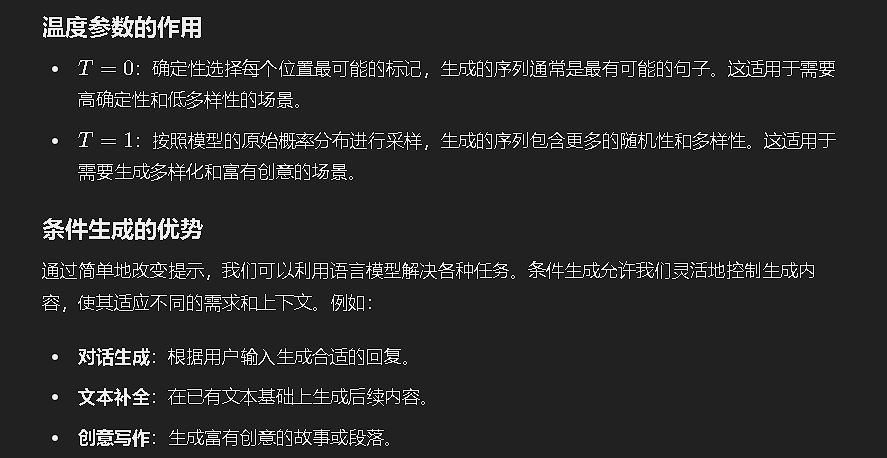 温度参数的作用
• T = 0：确定性选择每个位置最可能的标记，生成的序列通常是最有可能的句子。这适用于需要
高确定性和低多样性的场景。
• T = 1：按照模型的原始概率分布进行采样，生成的序列包含更多的随机性和多样性。这适用于
需要生成多样化和富有创意的场景。
条件生成的优势
通过简单地改变提示，我们可以利用语言模型解决各种任务。条件生成允许我们灵活地控制生成内
容，使其适应不同的需求和上下文。例如：
• 对话生成：根据用户输入生成合适的回复。
• 文本补全：在已有文本基础上生成后续内容。
• 创意写作：生成富有创意的故事或段落。